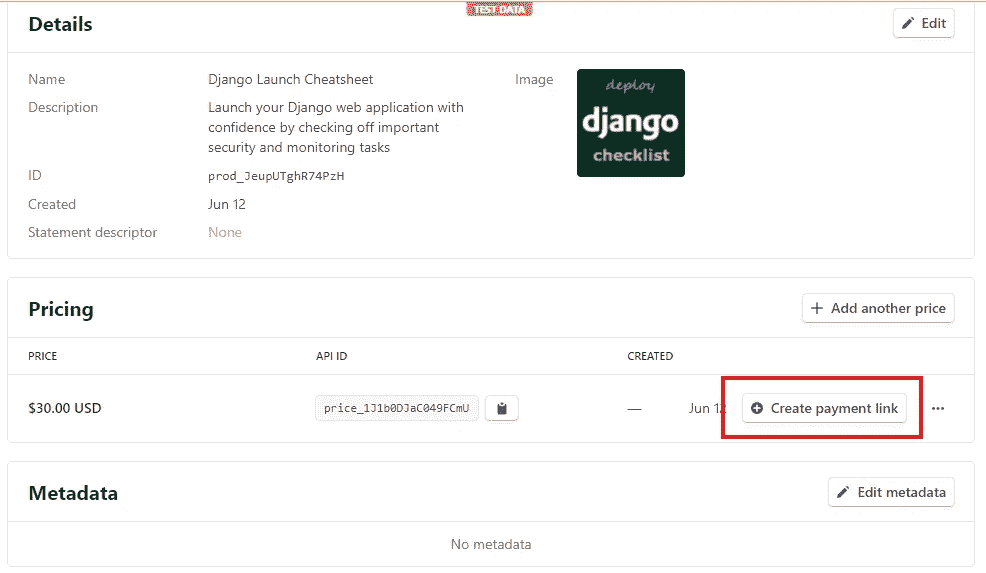 TEST DATA
Details
Edit
Name
Django Launch Cheatsheet
Image
deploy
django
checklist
Description
Launch your Django web application with
confidence by checking off important
security and monitoring tasks
ID
prod_JeupUTghR74PzH
Created
Jun 12
Statement descriptor
None
Pricing
Add another price
PRICE
API ID
CREATED
$30.00 USD
price_1J1b0DJaC049FCmU
—
Jun 12
Create payment link
Metadata
Edit metadata
No metadata